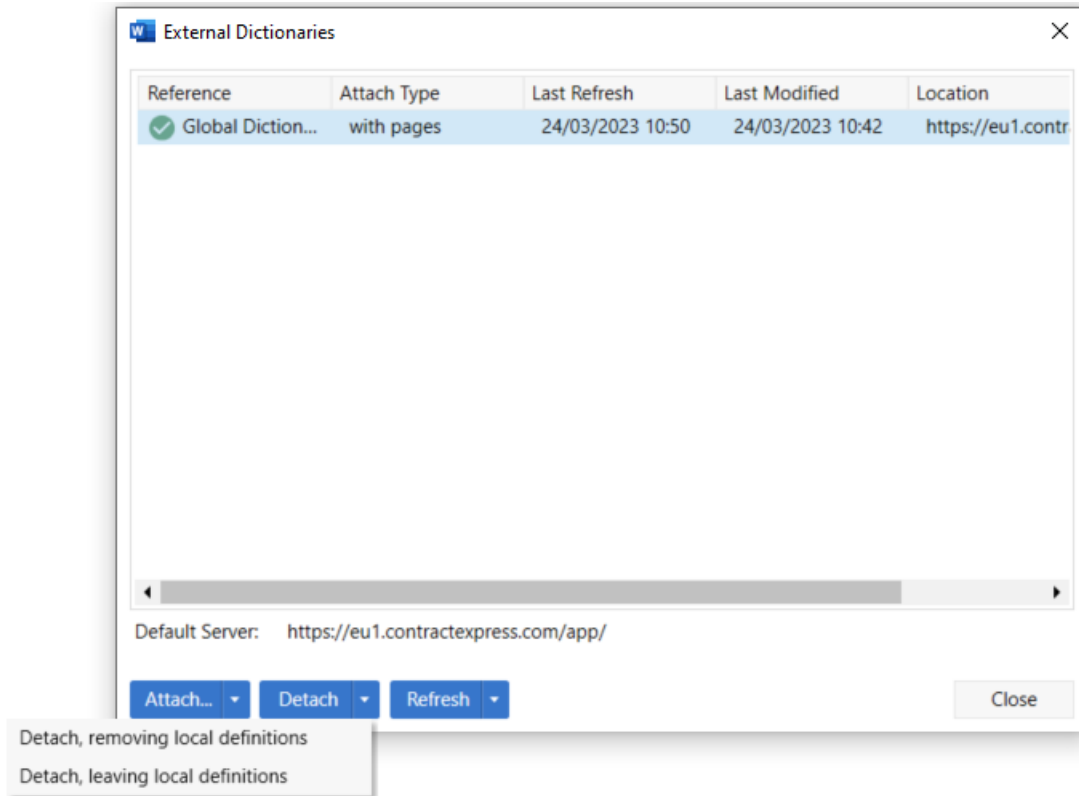 External Dictionaries
Reference Attach Type Last Refresh Last Modified Location
Global Diction... with pages 24/03/2023 10:50 24/03/2023 10:42 https://eu1.contr
Default Server: https://eu1.contractexpress.com/app/
Attach... Detach Refresh Close
Detach, removing local definitions
Detach, leaving local definitions